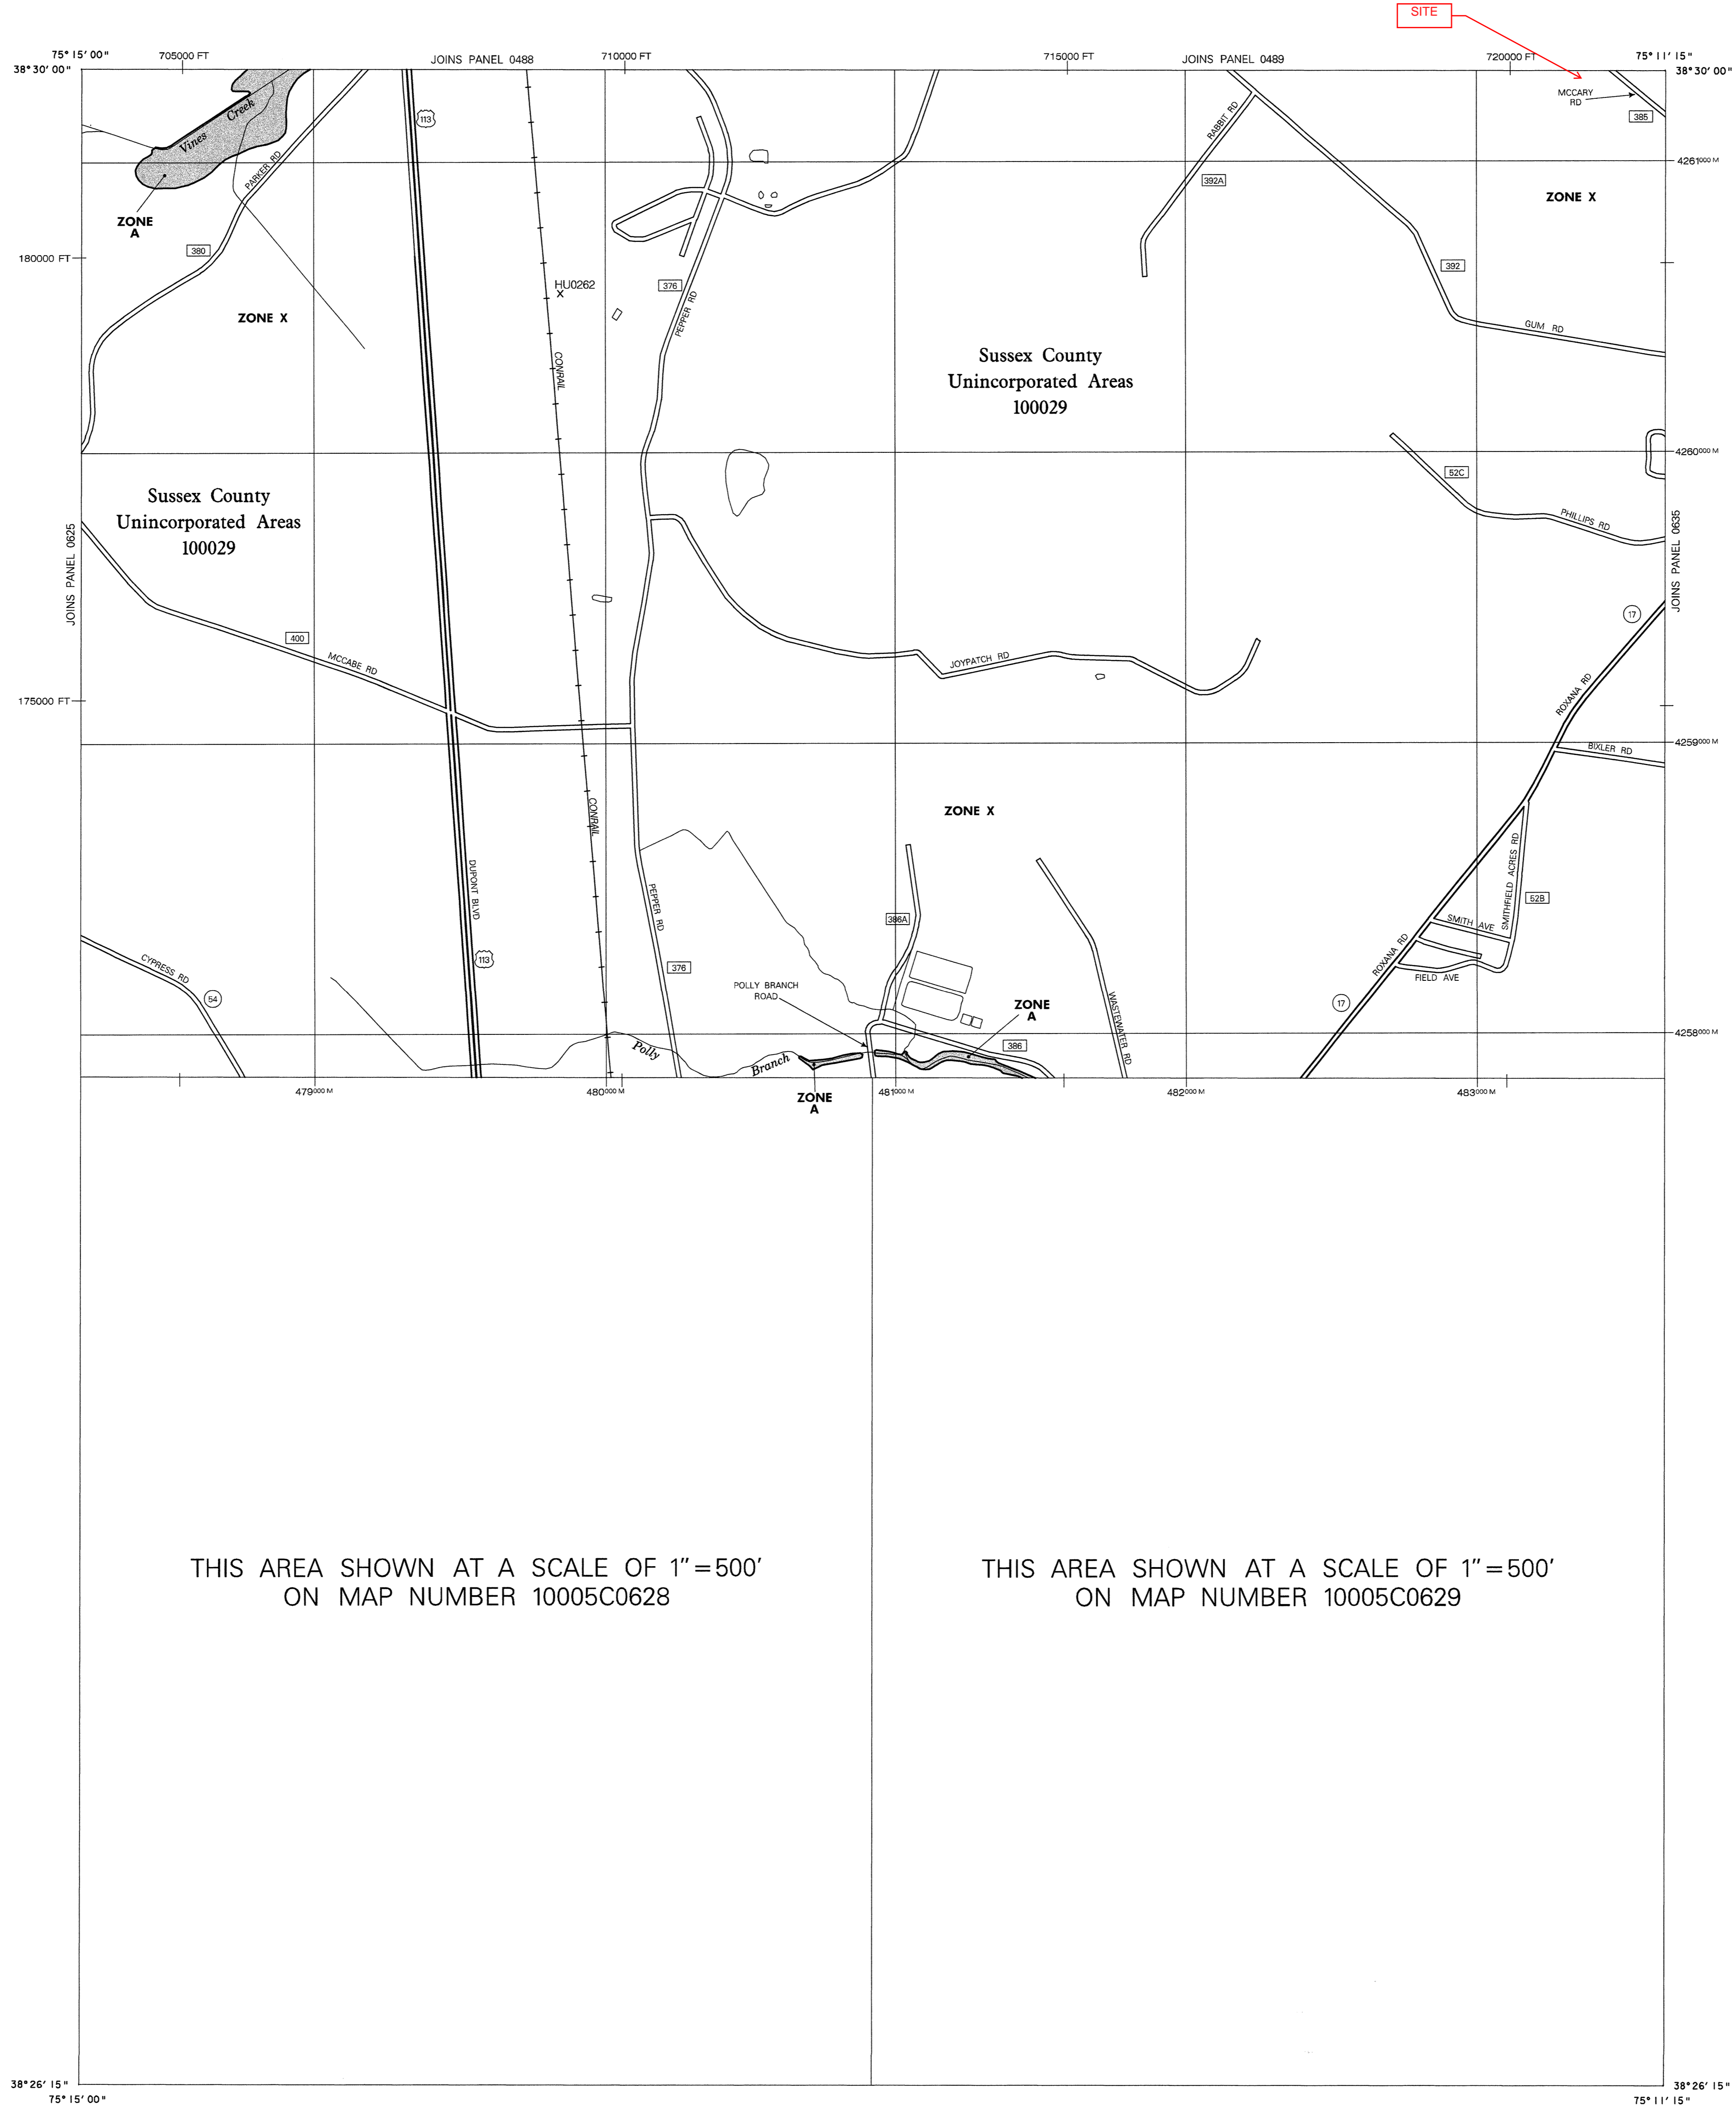 SITE
75° 15' 00"
705000 FT
JOINS PANEL 0488
710000 FT
715000 FT
JOINS PANEL 0489
720000 FT
75° 11' 15"
38° 30' 00"
38° 30' 00"
MCCARY
RD
385
Vines Creek
113
RABBIT RD
PARKER RD
4261000 M
392A
ZONE X
ZONE
A
380
180000 FT
392
HU0262
376
PEPPER RD
ZONE X
GUM RD
CONRAIL
Sussex County
Unincorporated Areas
100029
4260000 M
52C
Sussex County
Unincorporated Areas
100029
PHILLIPS RD
JOINS PANEL 0625
JOINS PANEL 0635
17
400
MCCABE RD
JOYPATCH RD
ROXANA RD
175000 FT
4259000 M
BIXLER RD
CONRAIL
ZONE X
DUPONT BLVD
PEPPER RD
SMITHFIELD ACRES RD
52B
386A
SMITH AVE
ROXANA RD
CYPRESS RD
113
376
FIELD AVE
54
POLLY BRANCH
ROAD
ZONE
A
17
WASTEWATER RD
4258000 M
386
Polly Branch
479000 M
480000 M
ZONE
A
481000 M
482000 M
483000 M
THIS AREA SHOWN AT A SCALE OF 1"=500'
ON MAP NUMBER 10005C0628
THIS AREA SHOWN AT A SCALE OF 1"=500'
ON MAP NUMBER 10005C0629
38° 26' 15"
38° 26' 15"
75° 15' 00"
75° 11' 15"